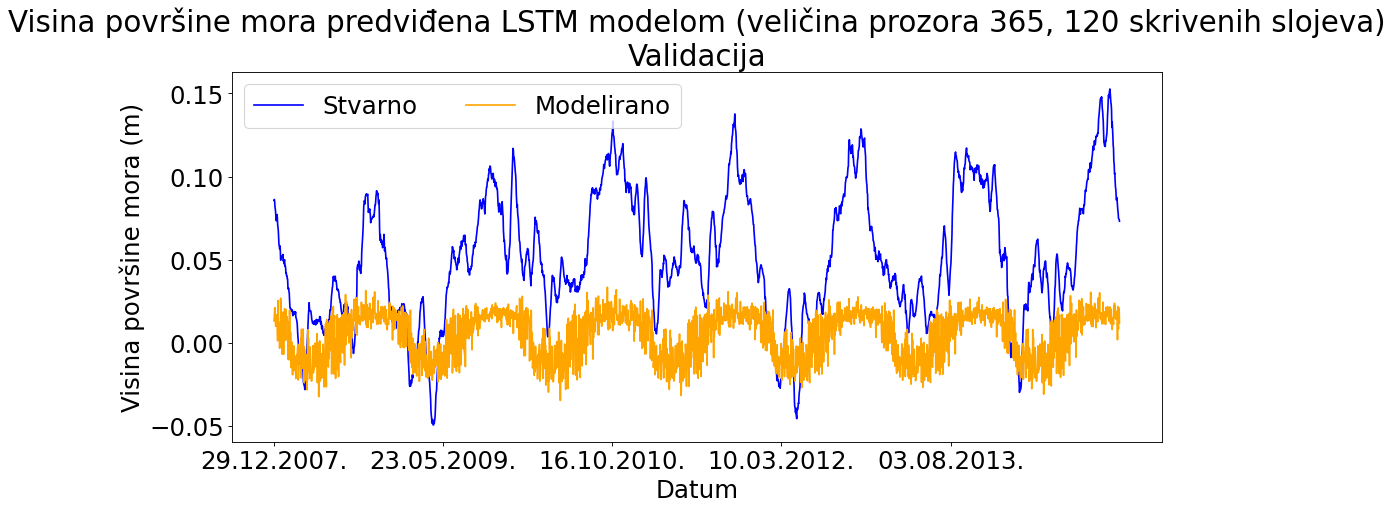 Visina površine mora predviđena LSTM modelom (veličina prozora 365, 120 skrivenih slojeva)
Validacija
Stvarno
Modelirano
Visina površine mora (m)
0.15
0.10
0.05
0.00
−0.05
29.12.2007.
23.05.2009.
16.10.2010.
10.03.2012.
03.08.2013.
Datum